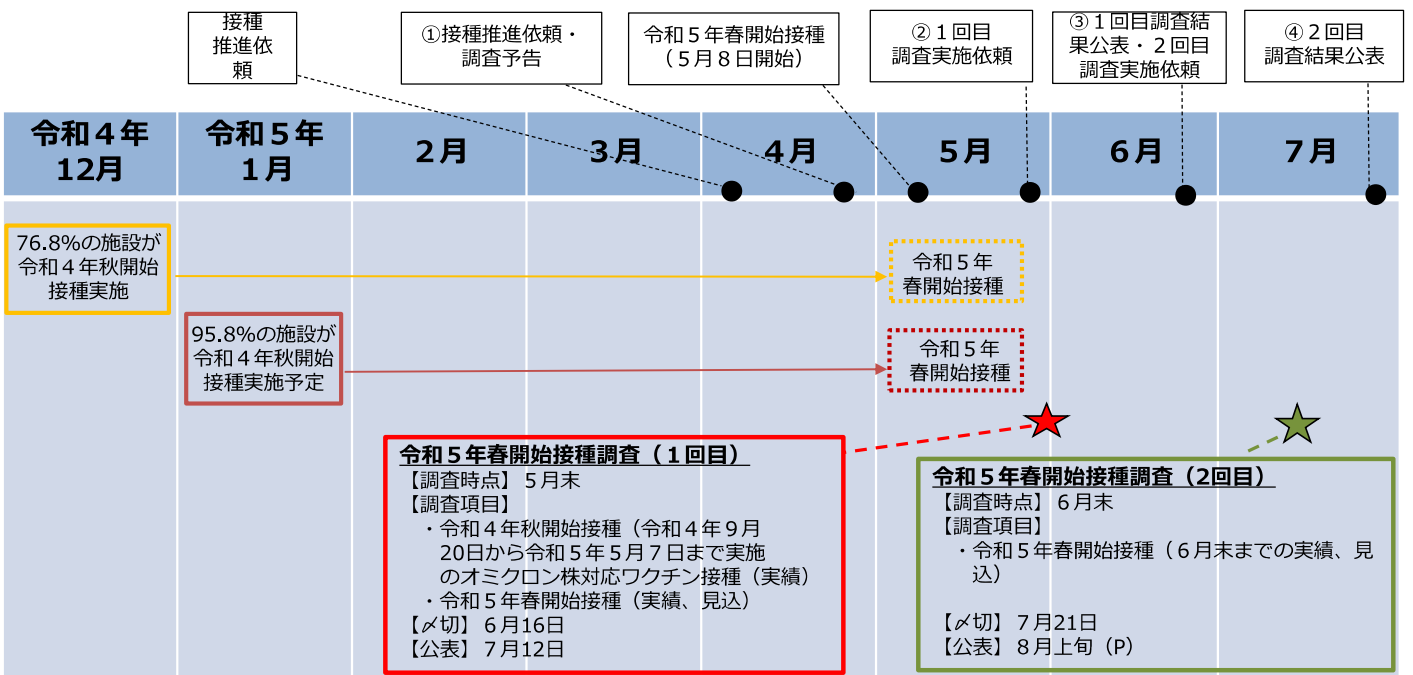 接種
推進依
頼
①接種推進依頼・
調査予告
令和５年春開始接種
（５月８日開始）
②１回目
調査実施依頼
③１回目調査結
果公表・２回目
調査実施依頼
④２回目
調査結果公表
令和４年
12月
令和５年
１月
２月
３月
４月
５月
６月
７月
76.8%の施設が
令和４年秋開始
接種実施
令和５年
春開始接種
95.8%の施設が
令和４年秋開始
接種実施予定
令和５年
春開始接種
令和５年春開始接種調査（１回目）
【調査時点】５月末
【調査項目】
・令和４年秋開始接種（令和４年９月
20日から令和５年５月７日まで実施
のオミクロン株対応ワクチン接種（実績）
・令和５年春開始接種（実績、見込）
【〆切】６月16日
【公表】７月12日
令和５年春開始接種調査（2回目）
【調査時点】６月末
【調査項目】
・令和５年春開始接種（６月末までの実績、見
込）
【〆切】７月21日
【公表】８月上旬（P）